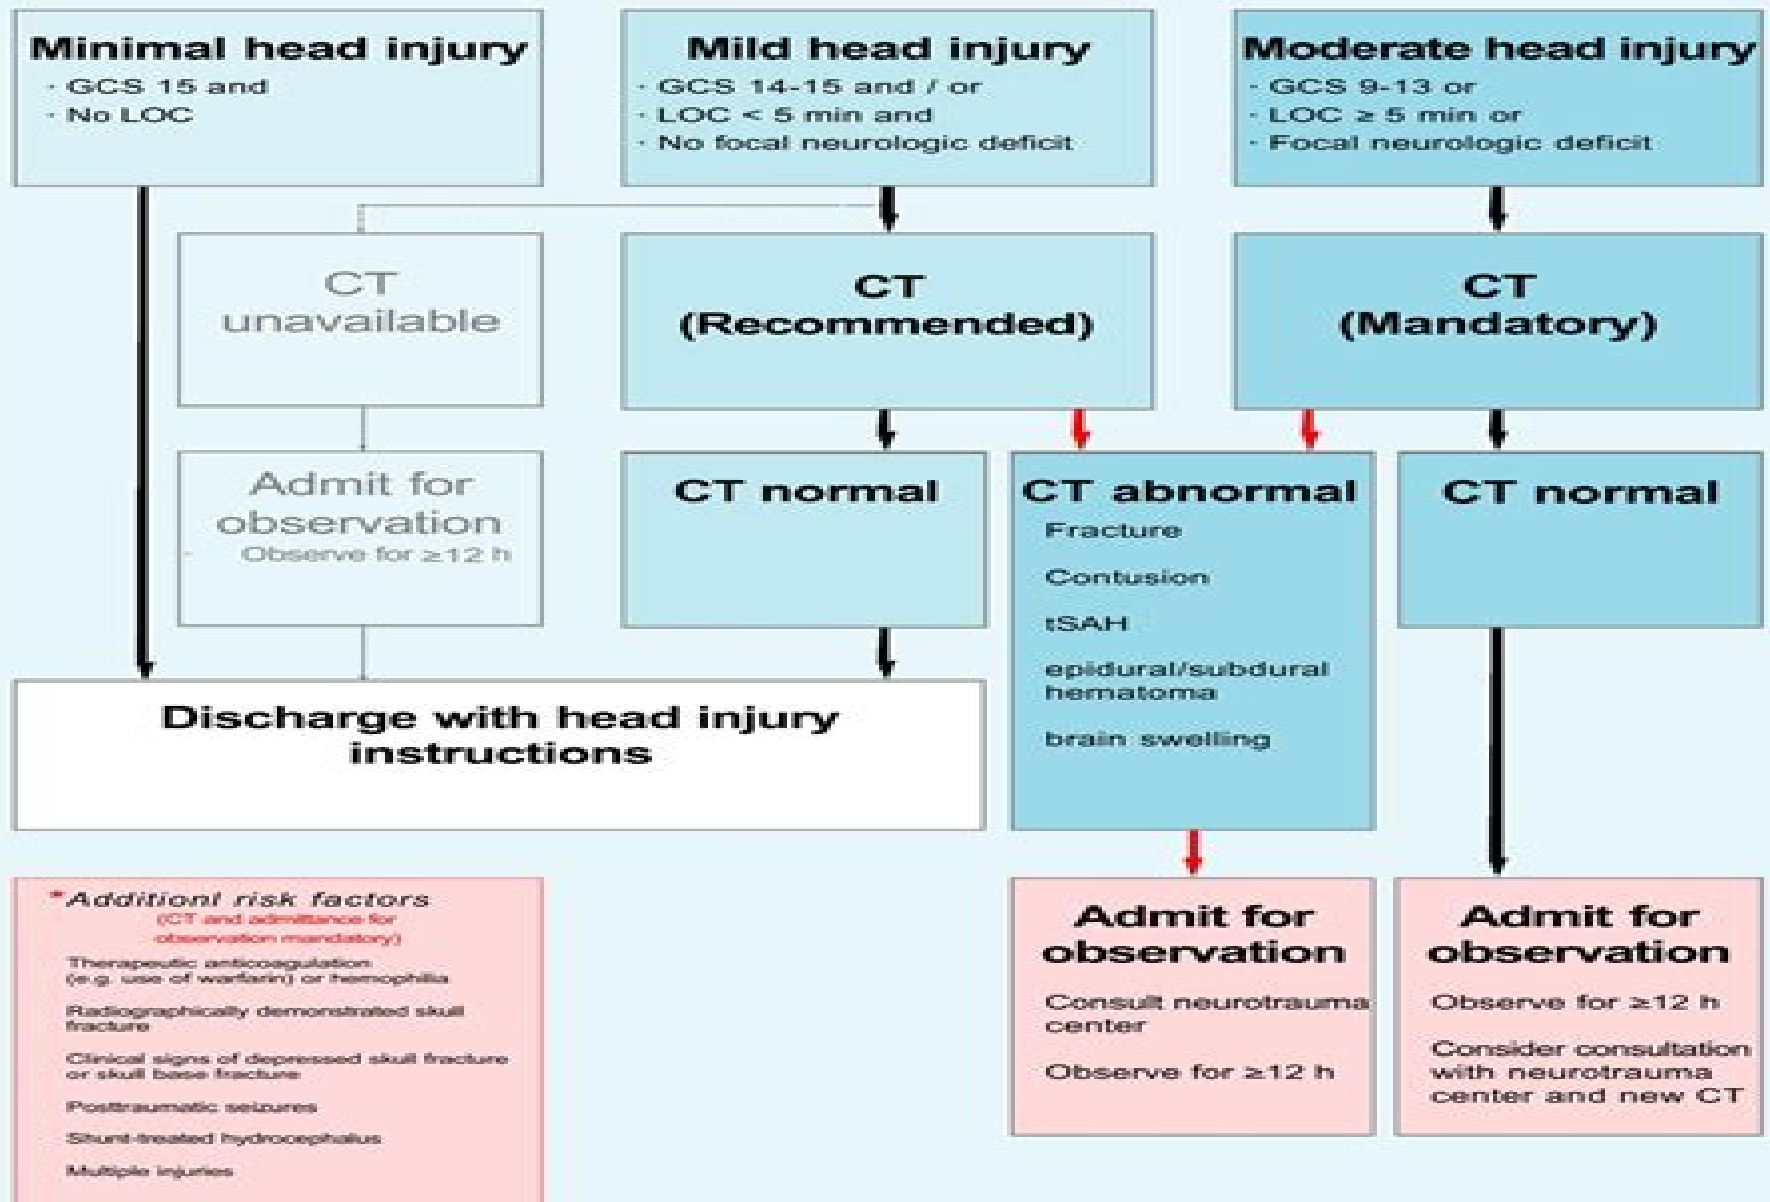 Minimal head injury
· GCS 15 and
· No LOC
Mild head injury
· GCS 14-15 and / or
· LOC < 5 min and
· No focal neurologic deficit
Moderate head injury
· GCS 9-13 or
· LOC ≥ 5 min or
· Focal neurologic deficit
CT
unavailable
CT
(Recommended)
CT
(Mandatory)
Admit for
observation
· Observe for ≥12 h
CT normal
CT abnormal
Fracture
Contusion
tSAH
epidural/subdural
hematoma
brain swelling
CT normal
Discharge with head injury
instructions
*Additionl risk factors
(CT and admittance for
observation mandatory)
Therapeutic anticoagulation
(e.g. use of warfarin) or hemophilia
Radiographically demonstrated skull
fracture
Clinical signs of depressed skull fracture
or skull base fracture
Posttraumatic seizures
Shunt-treated hydrocephalus
Multiple injuries
Admit for
observation
Consult neurotrauma
center
Observe for ≥12 h
Admit for
observation
Observe for ≥12 h
Consider consultation
with neurotrauma
center and new CT